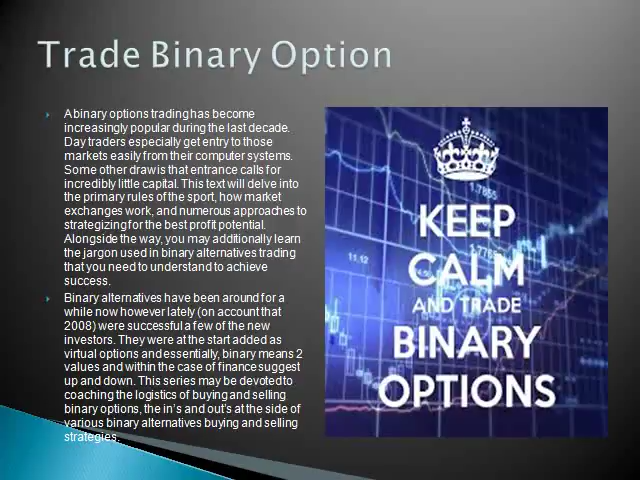 Trade Binary Option
A binary options trading has become
increasingly popular during the last decade.
Day traders especially get entry to those
markets easily from their computer systems.
Some other draw is that entrance calls for
incredibly little capital. This text will delve into
the primary rules of the sport, how market
exchanges work, and numerous approaches to
strategizing for the best profit potential.
Alongside the way, you may additionally learn
the jargon used in binary alternatives trading
that you need to understand to achieve
success.
Binary alternatives have been around for a
while now however lately (on account that
2008) were successful a few of the new
investors. They were at the start added as
virtual options and essentially, binary means 2
values and within the case of finance suggest
up and down. This series may be devoted to
coaching the logistics of buying and selling
binary options, the in's and out's at the side of
various binary alternatives buying and selling
strategies.
1.7855
KEEP
1.7716
11.12
CALM
AND TRADE
BINARY
OPTIONS